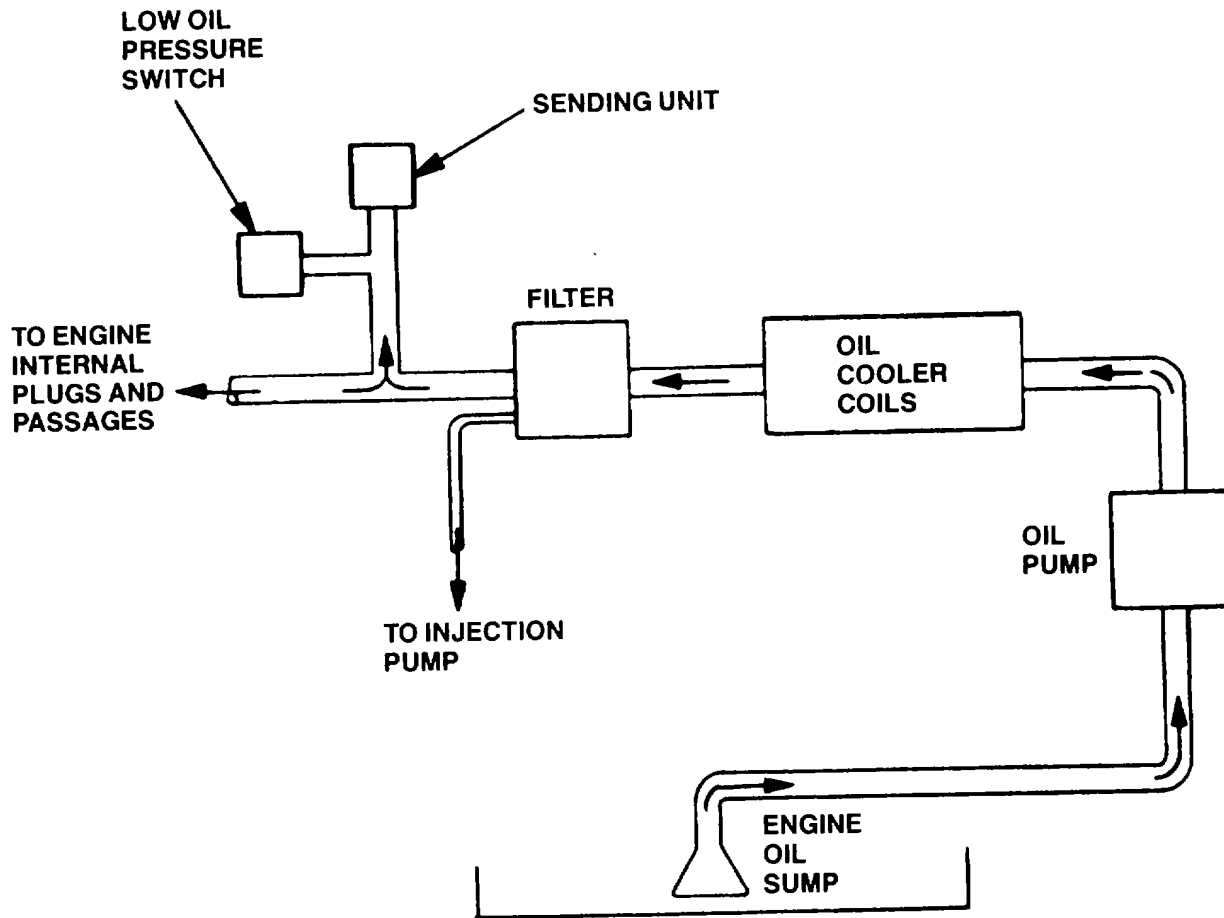 LOW OIL
PRESSURE
SWITCH
SENDING UNIT
FILTER
TO ENGINE
INTERNAL
PLUGS AND
PASSAGES
OIL
COOLER
COILS
OIL
PUMP
TO INJECTION
PUMP
ENGINE
OIL
SUMP